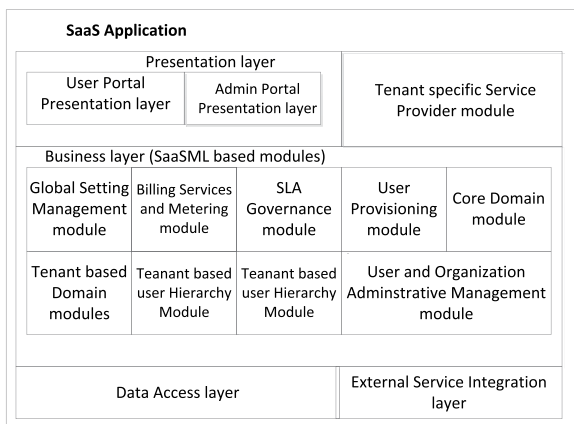 SaaS Application
Presentation layer
User Portal
Presentation layer
Admin Portal
Presentation layer
Tenant specific Service
Provider module
Business layer (SaaSML based modules)
Global Setting
Management
module
Billing Services
and Metering
module
SLA
Governance
module
User
Provisioning
module
Core Domain
module
Tenant based
Domain
modules
Teanant based
user Hierarchy
Module
Teanant based
user Hierarchy
Module
User and Organization
Adminstrative Management
module
Data Access layer
External Service Integration
layer